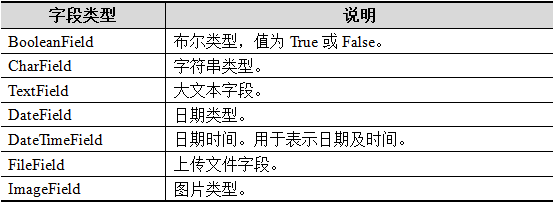 字段类型 说明
BooleanField 布尔类型，值为 True 或 False。
CharField 字符串类型。
TextField 大文本字段。
DateField 日期类型。
DateTimeField 日期时间。用于表示日期及时间。
FileField 上传文件字段。
ImageField 图片类型。